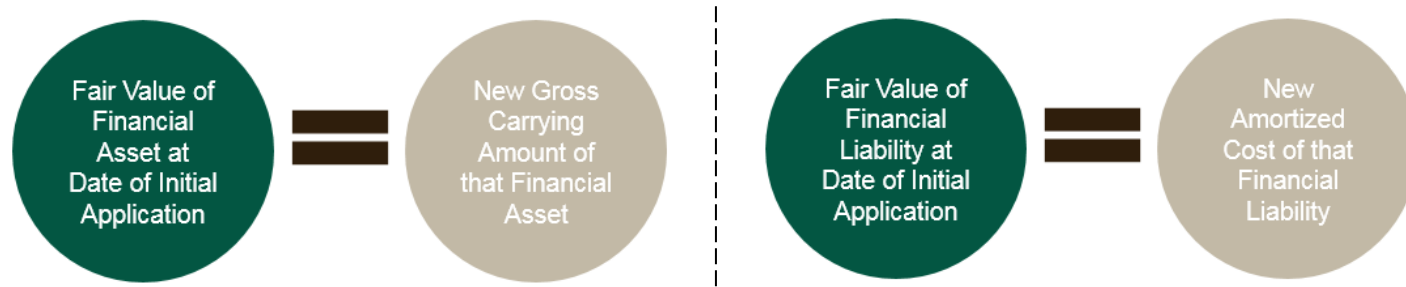 Fair Value of
Financial
Asset at
Date of Initial
Application
New Gross
Carrying
Amount of
that Financial
Asset
Fair Value of
Financial
Liability at
Date of Initial
Application
New
Amortized
Cost of that
Financial
Liability